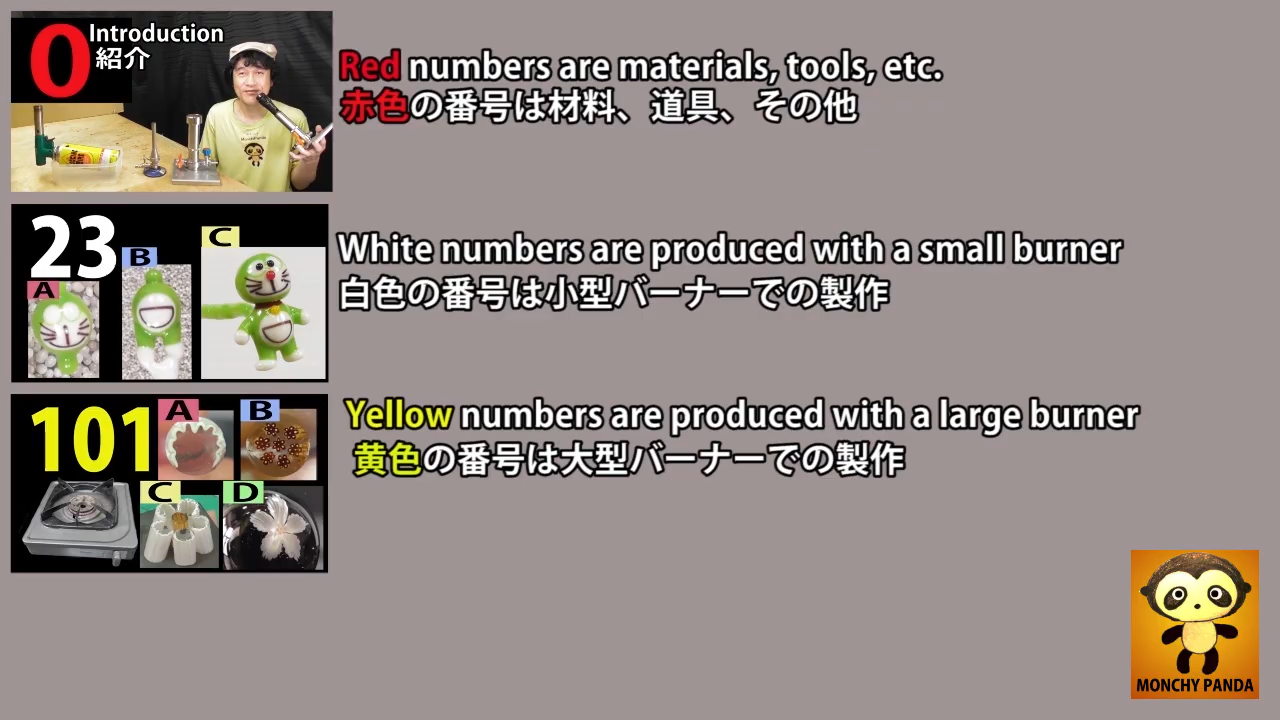 0 Introduction
紹介
Red numbers are materials, tools, etc.
赤色の番号は材料、道具、その他
23
A
B
C
White numbers are produced with a small burner
白色の番号は小型バーナーでの製作
101
A
B
C
D
Yellow numbers are produced with a large burner
黄色の番号は大型バーナーでの製作
MONCHY PANDA